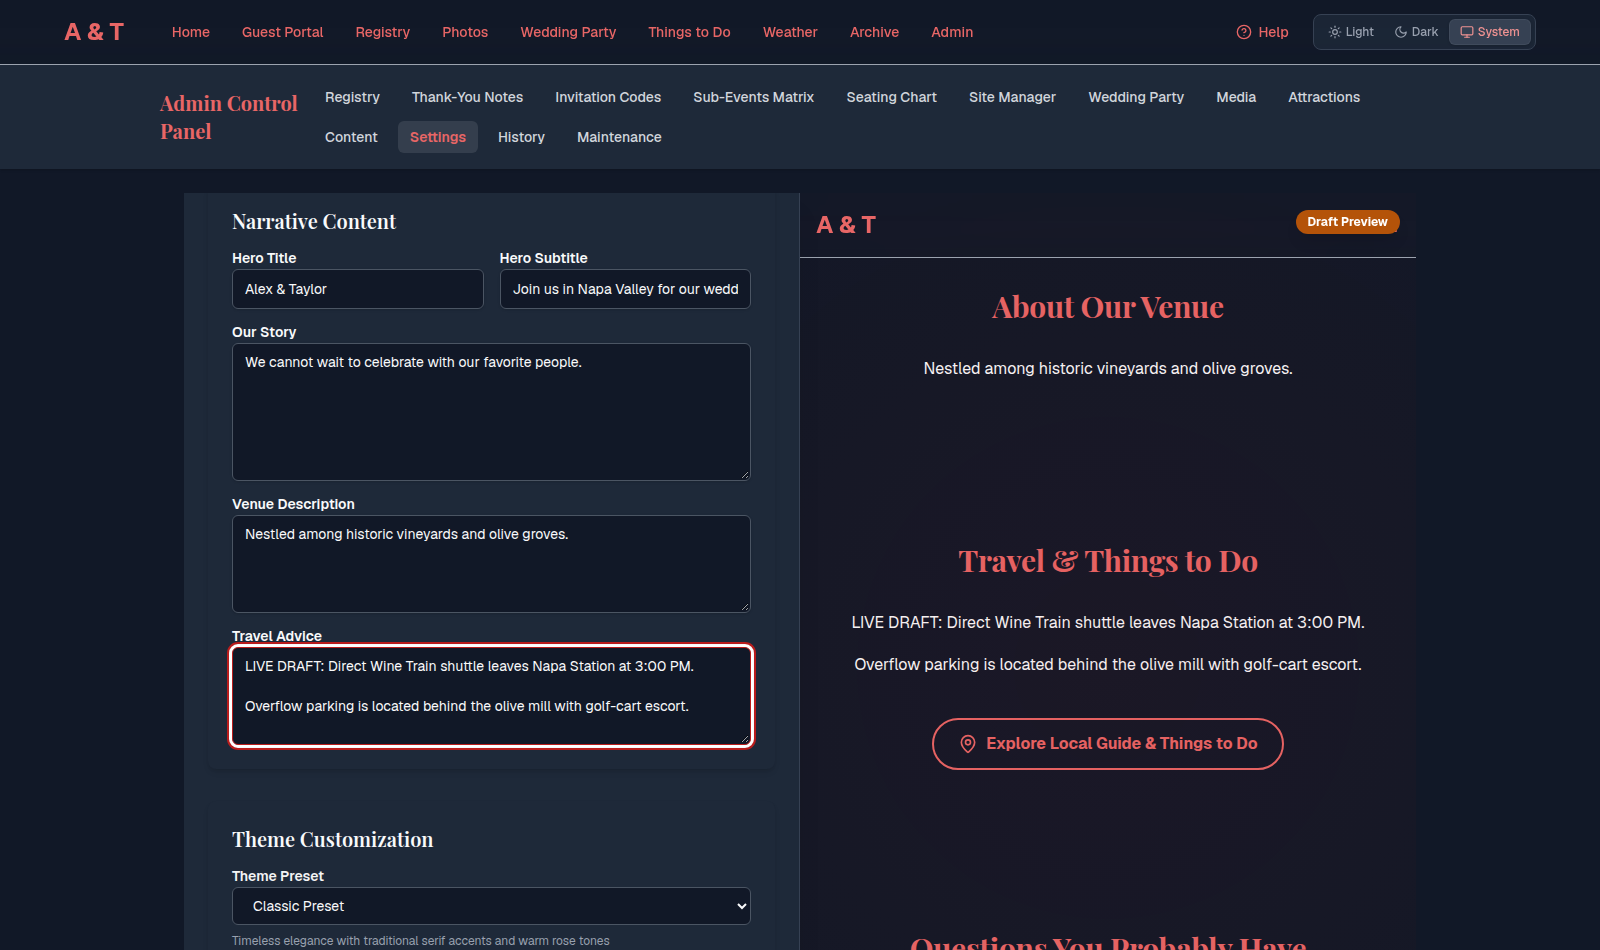 A & T
Home
Guest Portal
Registry
Photos
Wedding Party
Things to Do
Weather
Archive
Admin
Help
Light
Dark
System
Admin Control
Panel
Registry
Thank-You Notes
Invitation Codes
Sub-Events Matrix
Seating Chart
Site Manager
Wedding Party
Media
Attractions
Content
Settings
History
Maintenance
Narrative Content
Hero Title
Hero Subtitle
Alex & Taylor
Join us in Napa Valley for our wedd
Our Story
We cannot wait to celebrate with our favorite people.
Venue Description
Nestled among historic vineyards and olive groves.
Travel Advice
LIVE DRAFT: Direct Wine Train shuttle leaves Napa Station at 3:00 PM.
Overflow parking is located behind the olive mill with golf-cart escort.
Theme Customization
Theme Preset
Classic Preset
Timeless elegance with traditional serif accents and warm rose tones
A & T
Draft Preview
About Our Venue
Nestled among historic vineyards and olive groves.
Travel & Things to Do
LIVE DRAFT: Direct Wine Train shuttle leaves Napa Station at 3:00 PM.
Overflow parking is located behind the olive mill with golf-cart escort.
Explore Local Guide & Things to Do
Questions You Probably Have